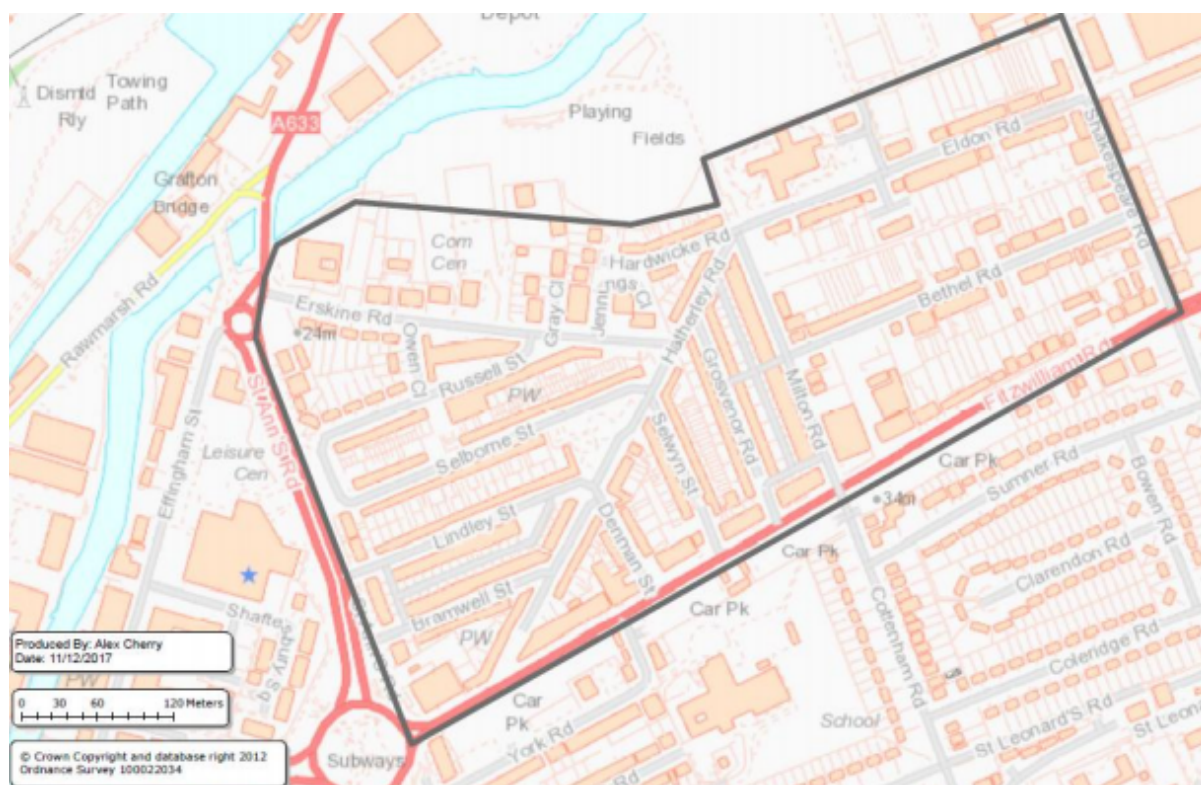 Depot
Dismtd
Rly
Towing
Path
A633
Playing
Fields
Grafton
Bridge
Eldon Rd
Shakespeare Rd
Com
Cen
Hardwicke Rd
Rawmarsh Rd
Erskine Rd
Gray Cl
Hatherley Rd
Bethel Rd
24m
Owen Cl
Russell St
PW
Grosvenor Rd
Milton Rd
Fitzwilliam Rd
Effingham St
Leisure
Cen
St Ann's Rd
Selborne St
Selwyn St
Car Pk
Sumner Rd
Bowen Rd
34m
Lindley St
Denman St
Car Pk
Clarendon Rd
Shaftesbury Sq
Bramwell St
PW
Car Pk
Cottenham Rd
Coleridge Rd
Produced By: Alex Cherry
Date: 11/12/2017
PW
0 30 60 120 Meters
Car
Pk
York Rd
School
St Leonard's Rd
St Leon
© Crown Copyright and database right 2012
Ordnance Survey 100022034
Subways
Rd